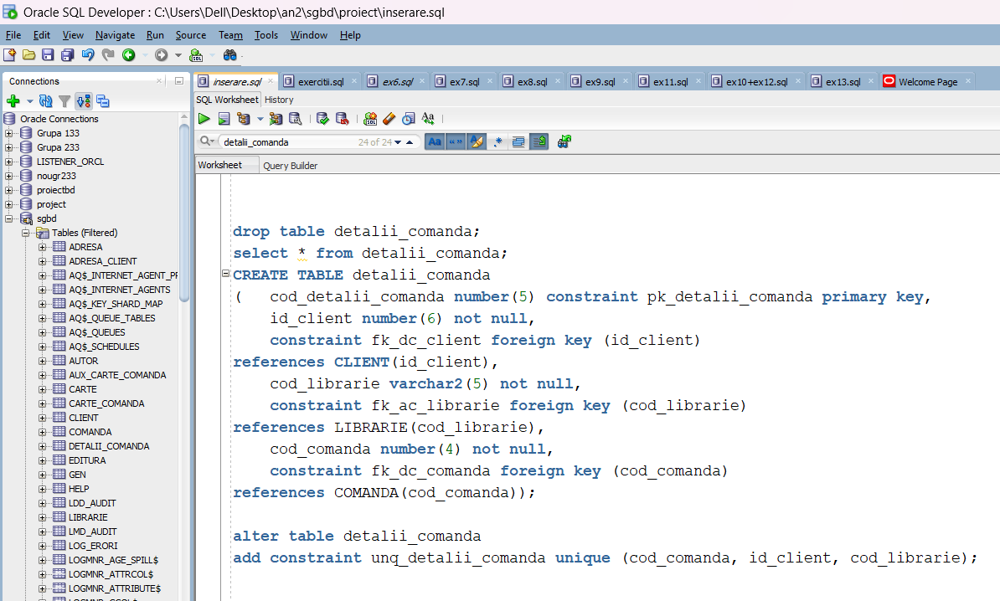 Oracle SQL Developer : C:\Users\Dell\Desktop\an2\sgbd\proiect\inserare.sql
File Edit View Navigate Run Source Team Tools Window Help
Connections
Oracle Connections
Grupa 133
Grupa 233
LISTENER_ORCL
nougr233
proiectbd
project
sgbd
Tables (Filtered)
ADRESA
ADRESA_CLIENT
AQ$_INTERNET_AGENT_PR
AQ$_INTERNET_AGENTS
AQ$_KEY_SHARD_MAP
AQ$_QUEUE_TABLES
AQ$_QUEUES
AQ$_SCHEDULES
AUTOR
AUX_CARTE_COMANDA
CARTE
CARTE_COMANDA
CLIENT
COMANDA
DETALII_COMANDA
EDITURA
GEN
HELP
LDD_AUDIT
LIBRARIE
LMD_AUDIT
LOG_ERORI
LOGMNR_AGE_SPILL$
LOGMNR_ATTRCOL$
LOGMNR_ATTRIBUTE$
inserare.sql exercitii.sql ex6.sql ex7.sql ex8.sql ex9.sql ex11.sql ex10+ex12.sql ex13.sql Welcome Page
SQL Worksheet History
detalii_comanda 24 of 24
Worksheet Query Builder
drop table detalii_comanda;
select * from detalii_comanda;
CREATE TABLE detalii_comanda
( cod_detalii_comanda number(5) constraint pk_detalii_comanda primary key,
id_client number(6) not null,
constraint fk_dc_client foreign key (id_client)
references CLIENT(id_client),
cod_librarie varchar2(5) not null,
constraint fk_ac_librarie foreign key (cod_librarie)
references LIBRARIE(cod_librarie),
cod_comanda number(4) not null,
constraint fk_dc_comanda foreign key (cod_comanda)
references COMANDA(cod_comanda));
alter table detalii_comanda
add constraint unq_detalii_comanda unique (cod_comanda, id_client, cod_librarie);